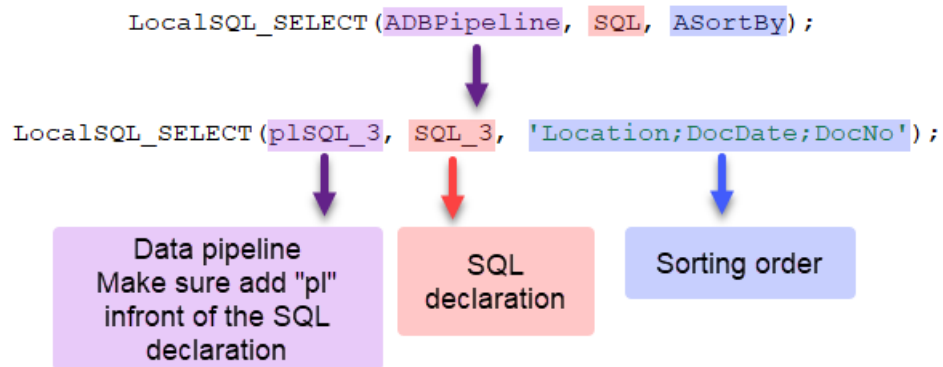 LocalSQL_SELECT(ADBPipeline, SQL, ASortBy);
LocalSQL_SELECT(plSQL_3, SQL_3, 'Location;DocDate;DocNo');
Data pipeline
Make sure add "pl"
infront of the SQL
declaration
SQL
declaration
Sorting order